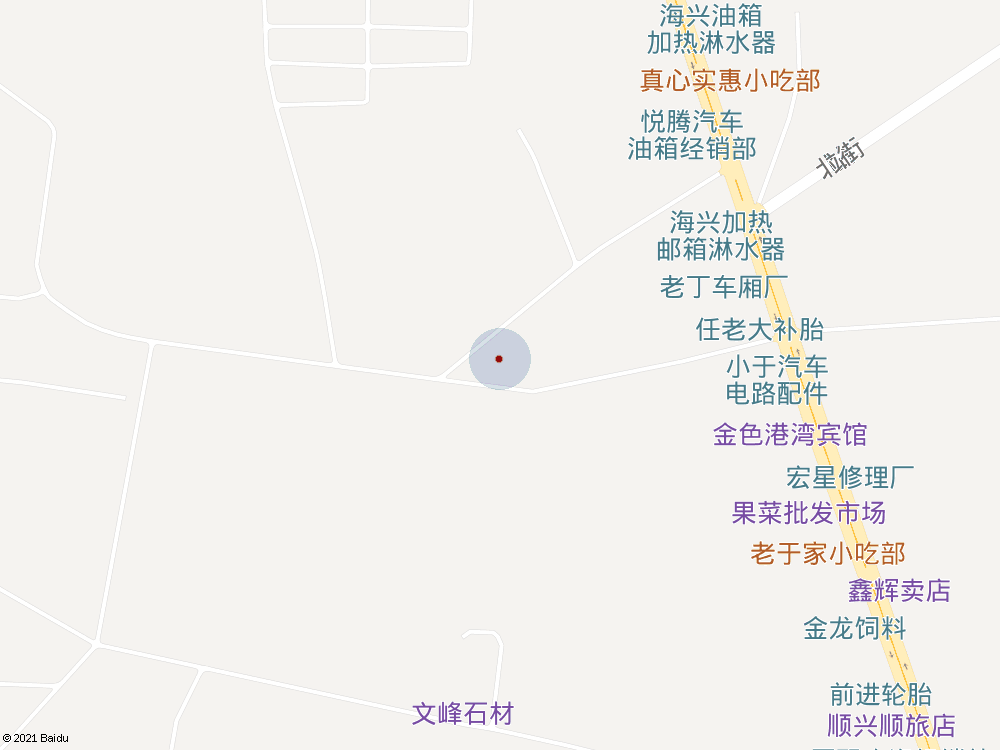 海兴油箱
加热淋水器
真心实惠小吃部
悦腾汽车
油箱经销部
海兴加热
邮箱淋水器
老丁车厢厂
任老大补胎
小于汽车
电路配件
金色港湾宾馆
宏星修理厂
果菜批发市场
老于家小吃部
鑫辉卖店
金龙饲料
文峰石材
前进轮胎
顺兴顺旅店
© 2021 Baidu